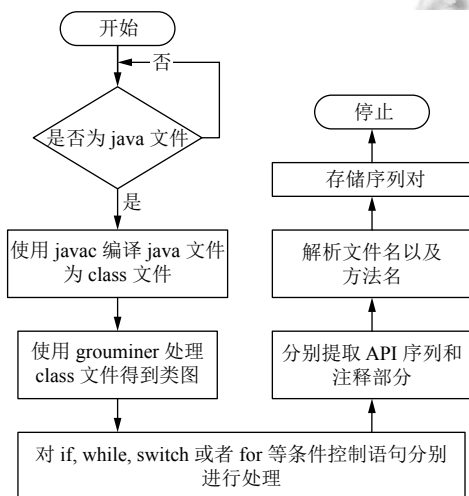 开始
否
是否为 java 文件
是
使用 javac 编译 java 文件
为 class 文件
使用 grouminer 处理
class 文件得到类图
对 if, while, switch 或者 for 等条件控制语句分别
进行处理
分别提取 API 序列和
注释部分
解析文件名以及
方法名
存储序列对
停止